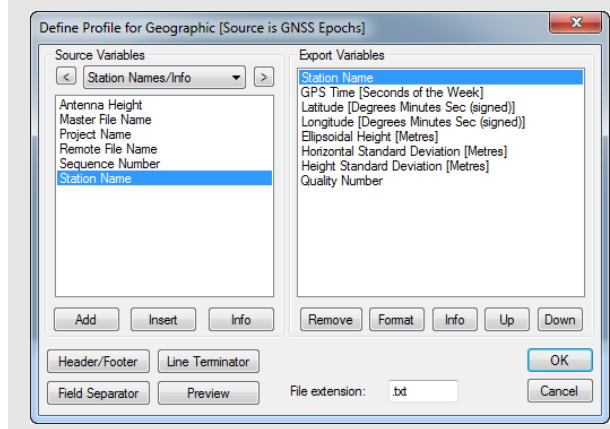 Define Profile for Geographic [Source is GNSS Epochs]
Source Variables
< Station Names/Info >
Antenna Height
Master File Name
Project Name
Remote File Name
Sequence Number
Station Name
Add Insert Info
Export Variables
Station Name
GPS Time [Seconds of the Week]
Latitude [Degrees Minutes Sec (signed)]
Longitude [Degrees Minutes Sec (signed)]
Ellipsoidal Height [Metres]
Horizontal Standard Deviation [Metres]
Height Standard Deviation [Metres]
Quality Number
Remove Format Info Up Down
Header/Footer Line Terminator OK
Field Separator Preview File extension: .txt Cancel